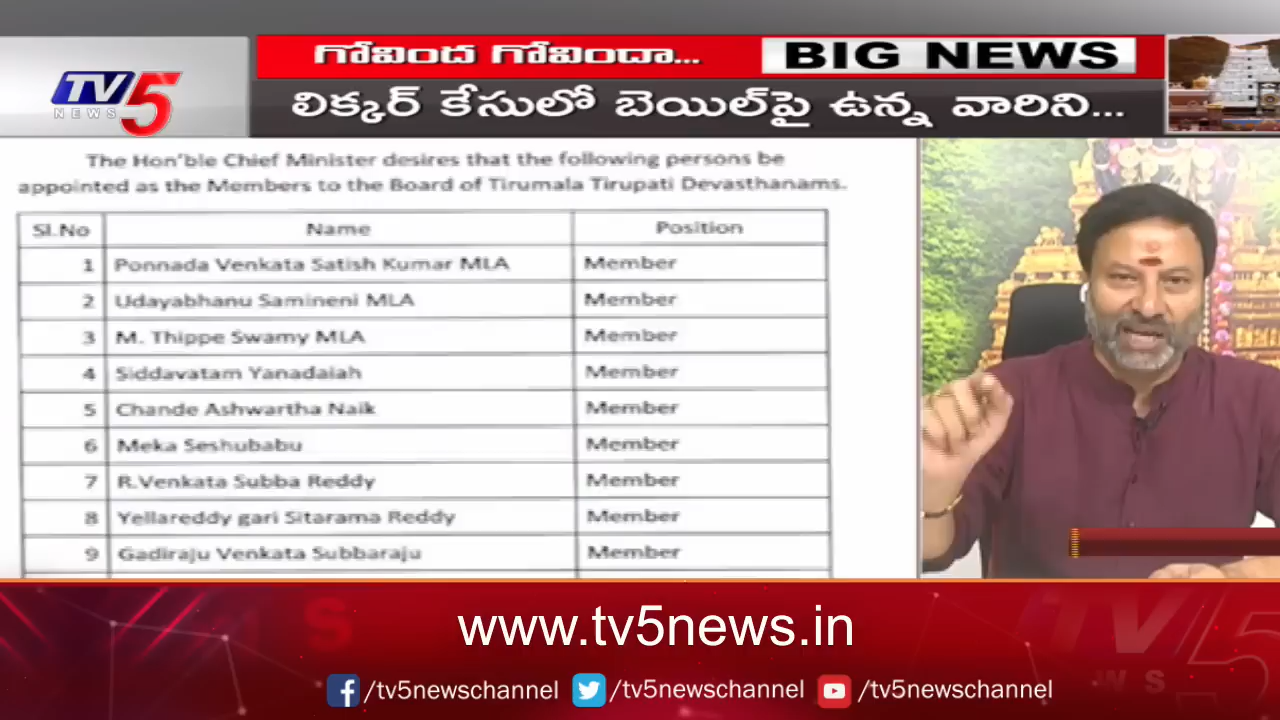 గోవింద గోవిందా...
BIG NEWS
TV5
NEWS
లిక్కర్ కేసులో బెయిల్‌పై ఉన్న వారిని...
The Hon'ble Chief Minister desires that the following persons be
appointed as the Members to the Board of Tirumala Tirupati Devasthanams.
Sl.No Name Position
1 Ponnada Venkata Satish Kumar MLA Member
2 Udayabhanu Samineni MLA Member
3 M. Thippe Swamy MLA Member
4 Siddavatam Yanadaiah Member
5 Chande Ashwartha Naik Member
6 Meka Seshubabu Member
7 R.Venkata Subba Reddy Member
8 Yellareddy gari Sitarama Reddy Member
9 Gadiraju Venkata Subbaraju Member
www.tv5news.in
/tv5newschannel /tv5newschannel /tv5newschannel